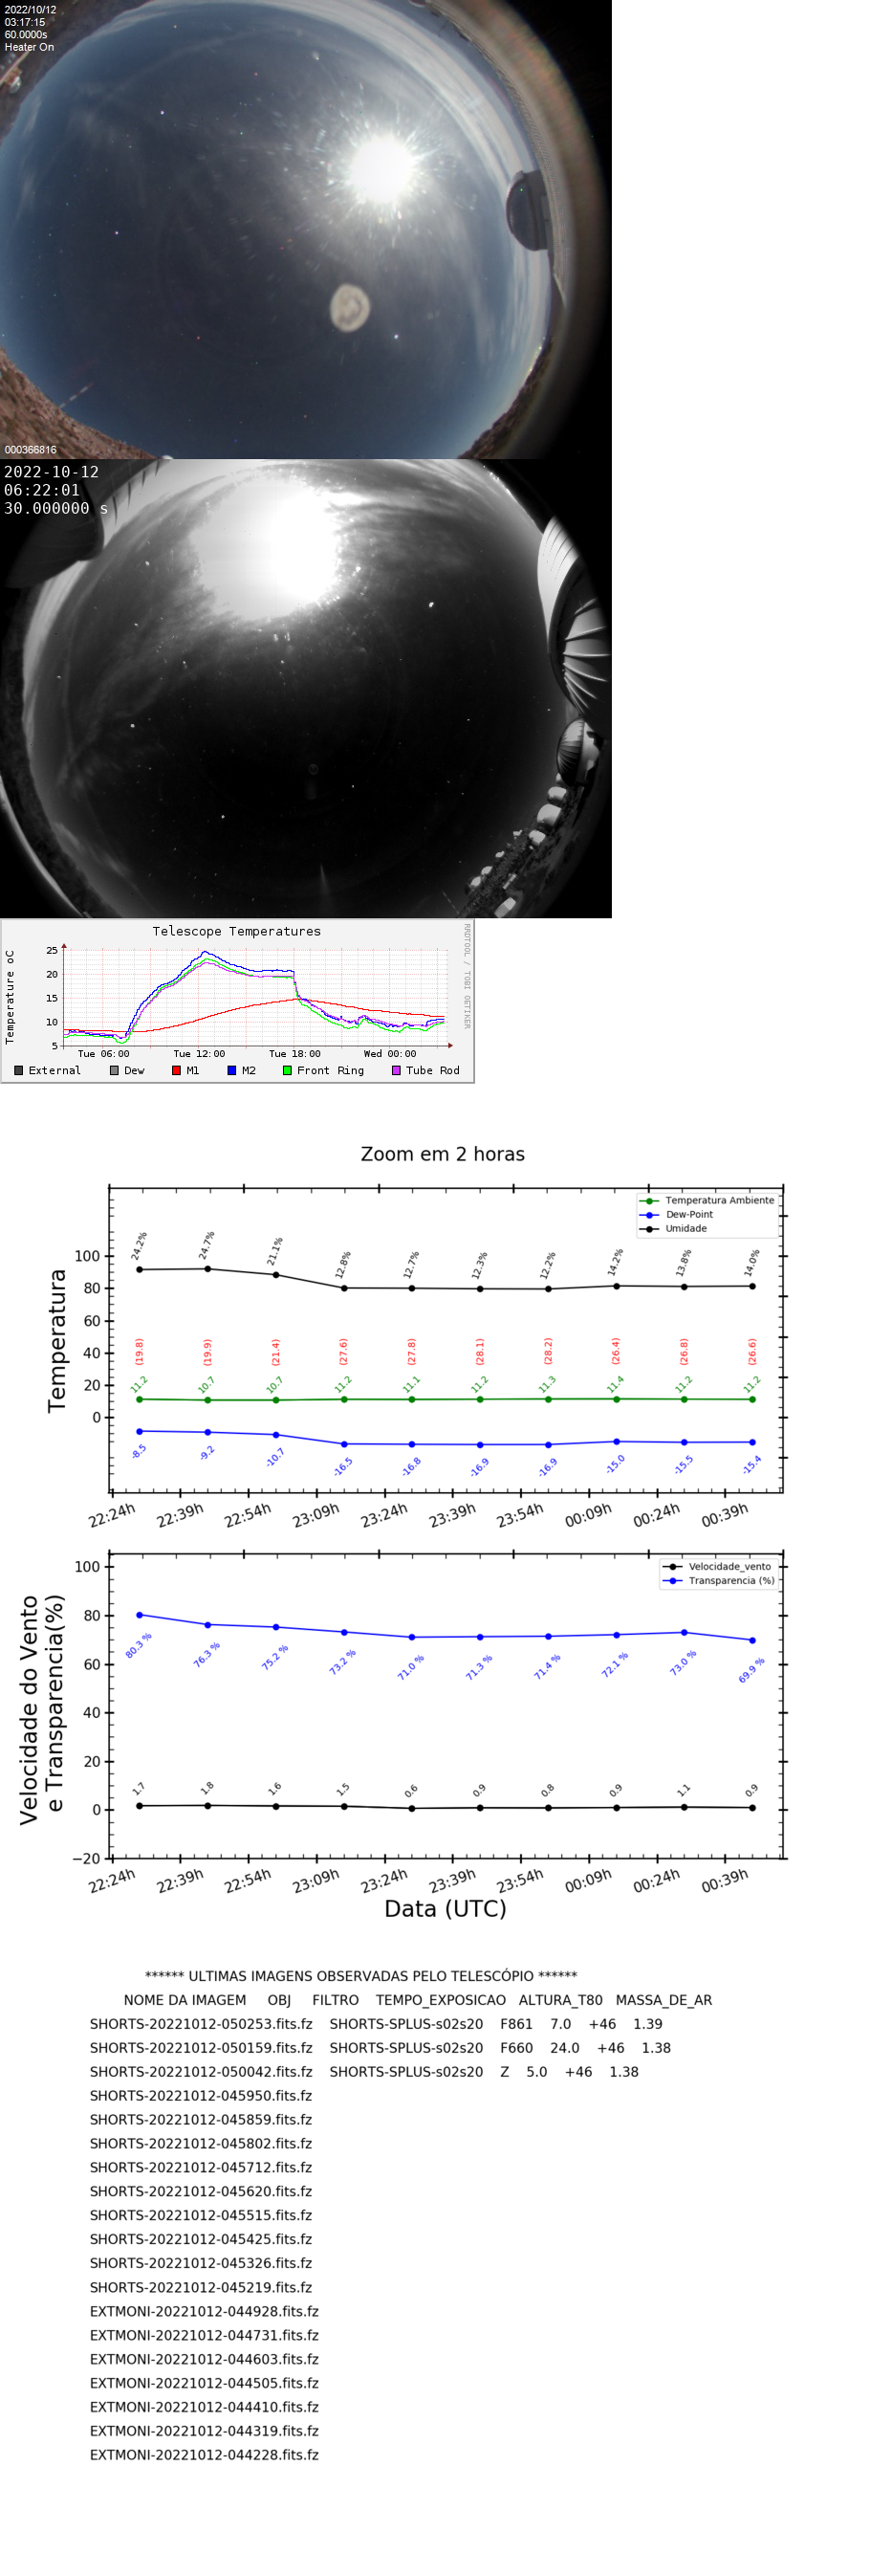 2022/10/12
03:17:15
60.0000s
Heater On
000366816
2022-10-12
06:22:01
30.000000 s
Telescope Temperatures
RRDTOOL / TOBI OETIKER
Temperature oC
25
20
15
10
5
Tue 06:00 Tue 12:00 Tue 18:00 Wed 00:00
External Dew M1 M2 Front Ring Tube Rod
Zoom em 2 horas
Temperatura Ambiente
Dew-Point
Umidade
Temperatura
100
80
60
40
20
0
24.2% 24.7% 21.1% 12.8% 12.7% 12.3% 12.2% 14.2% 13.8% 14.0%
(19.8) (19.9) (21.4) (27.6) (27.8) (28.1) (28.2) (26.4) (26.8) (26.6)
11.2 10.7 10.7 11.2 11.1 11.2 11.3 11.4 11.2 11.2
-8.5 -9.2 -10.7 -16.5 -16.8 -16.9 -16.9 -15.0 -15.5 -15.4
22:24h 22:39h 22:54h 23:09h 23:24h 23:39h 23:54h 00:09h 00:24h 00:39h
Velocidade_vento
Transparencia (%)
Velocidade do Vento
e Transparencia(%)
100
80
60
40
20
0
−20
80.3 % 76.3 % 75.2 % 73.2 % 71.0 % 71.3 % 71.4 % 72.1 % 73.0 % 69.9 %
1.7 1.8 1.6 1.5 0.6 0.9 0.8 0.9 1.1 0.9
22:24h 22:39h 22:54h 23:09h 23:24h 23:39h 23:54h 00:09h 00:24h 00:39h
Data (UTC)
****** ULTIMAS IMAGENS OBSERVADAS PELO TELESCÓPIO ******
NOME DA IMAGEM OBJ FILTRO TEMPO_EXPOSICAO ALTURA_T80 MASSA_DE_AR
SHORTS-20221012-050253.fits.fz SHORTS-SPLUS-s02s20 F861 7.0 +46 1.39
SHORTS-20221012-050159.fits.fz SHORTS-SPLUS-s02s20 F660 24.0 +46 1.38
SHORTS-20221012-050042.fits.fz SHORTS-SPLUS-s02s20 Z 5.0 +46 1.38
SHORTS-20221012-045950.fits.fz
SHORTS-20221012-045859.fits.fz
SHORTS-20221012-045802.fits.fz
SHORTS-20221012-045712.fits.fz
SHORTS-20221012-045620.fits.fz
SHORTS-20221012-045515.fits.fz
SHORTS-20221012-045425.fits.fz
SHORTS-20221012-045326.fits.fz
SHORTS-20221012-045219.fits.fz
EXTMONI-20221012-044928.fits.fz
EXTMONI-20221012-044731.fits.fz
EXTMONI-20221012-044603.fits.fz
EXTMONI-20221012-044505.fits.fz
EXTMONI-20221012-044410.fits.fz
EXTMONI-20221012-044319.fits.fz
EXTMONI-20221012-044228.fits.fz